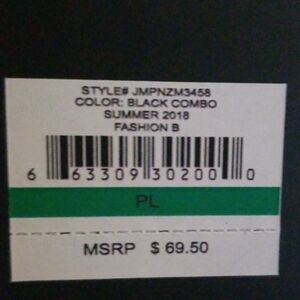 STYLE# JMPNZM3458
COLOR: BLACK COMBO
SUMMER 2018
FASHION B
6 63309 30200 0
PL
MSRP $ 69.50